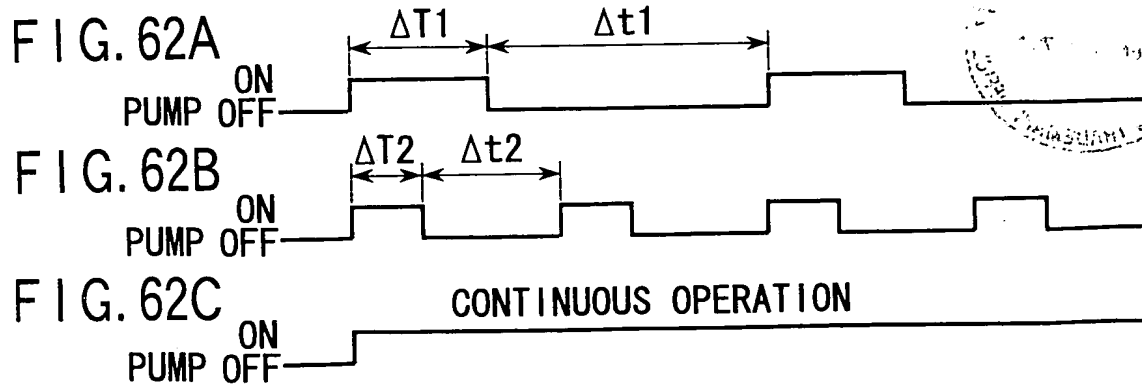 FIG. 62A
ΔT1 Δt1
ON
PUMP OFF
FIG. 62B
ΔT2 Δt2
ON
PUMP OFF
FIG. 62C
CONTINUOUS OPERATION
ON
PUMP OFF